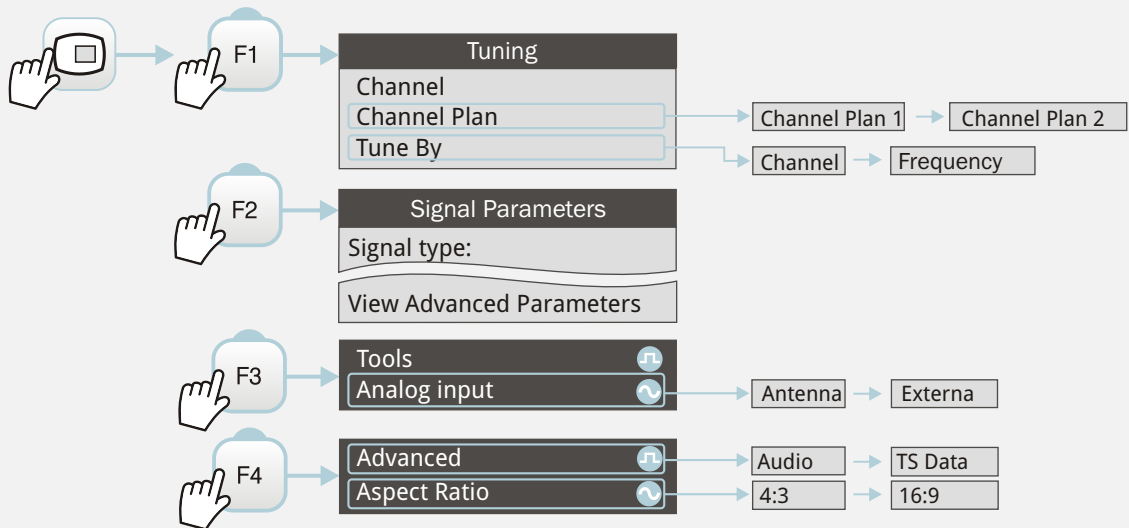 F1
Tuning
Channel
Channel Plan
Channel Plan 1
Channel Plan 2
Tune By
Channel
Frequency
F2
Signal Parameters
Signal type:
View Advanced Parameters
F3
Tools
Analog input
Antenna
Externa
F4
Advanced
Audio
TS Data
Aspect Ratio
4:3
16:9